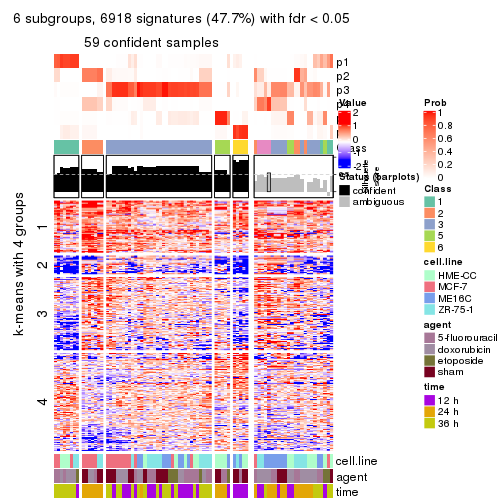 6 subgroups, 6918 signatures (47.7%) with fdr < 0.05
59 confident samples
p1
p2
p3
Value
2
1
0
-1
-2
Status (barplots)
confident
ambiguous
k-means with 4 groups
1
2
3
4
cell.line
agent
time
Prob
1
0.8
0.6
0.4
0.2
0
Class
1
2
3
5
6
cell.line
HME-CC
MCF-7
ME16C
ZR-75-1
agent
5-fluorouracil
doxorubicin
etoposide
sham
time
12 h
24 h
36 h